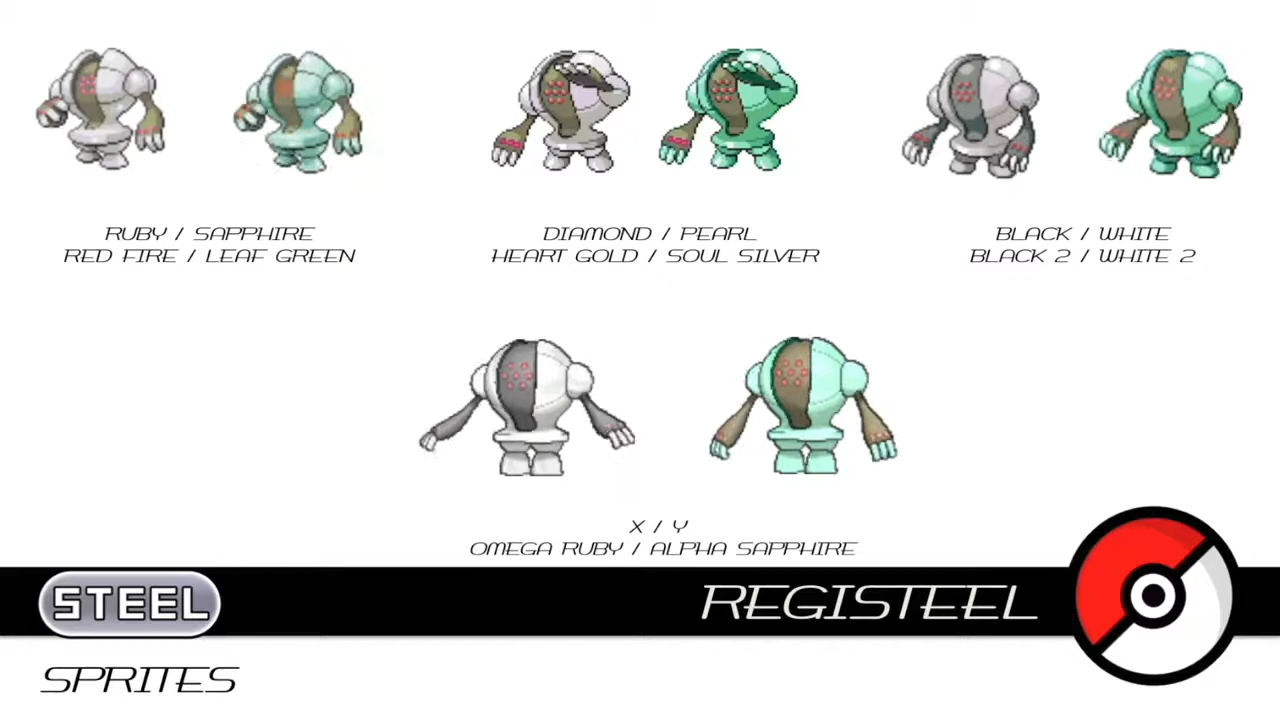 RUBY / SAPPHIRE
RED FIRE / LEAF GREEN
DIAMOND / PEARL
HEART GOLD / SOUL SILVER
BLACK / WHITE
BLACK 2 / WHITE 2
X / Y
OMEGA RUBY / ALPHA SAPPHIRE
STEEL
REGISTEEL
SPRITES